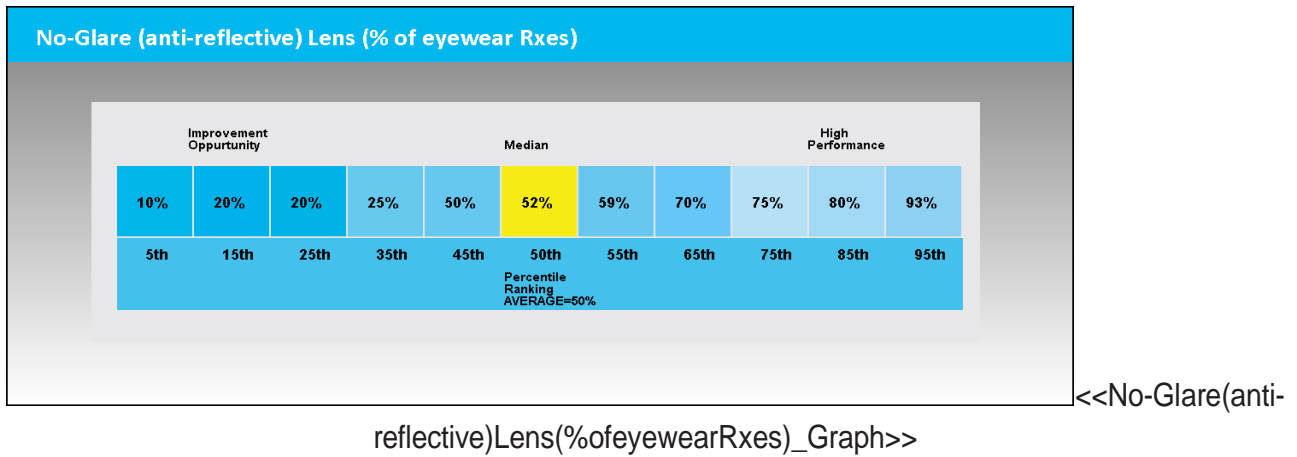 No-Glare (anti-reflective) Lens (% of eyewear Rxes)
Improvement
Oppurtunity
Median
High
Performance
10% 20% 20% 25% 50% 52% 59% 70% 75% 80% 93%
5th 15th 25th 35th 45th 50th 55th 65th 75th 85th 95th
Percentile
Ranking
AVERAGE=50%
<<No-Glare(anti-
reflective)Lens(%ofeyewearRxes)_Graph>>